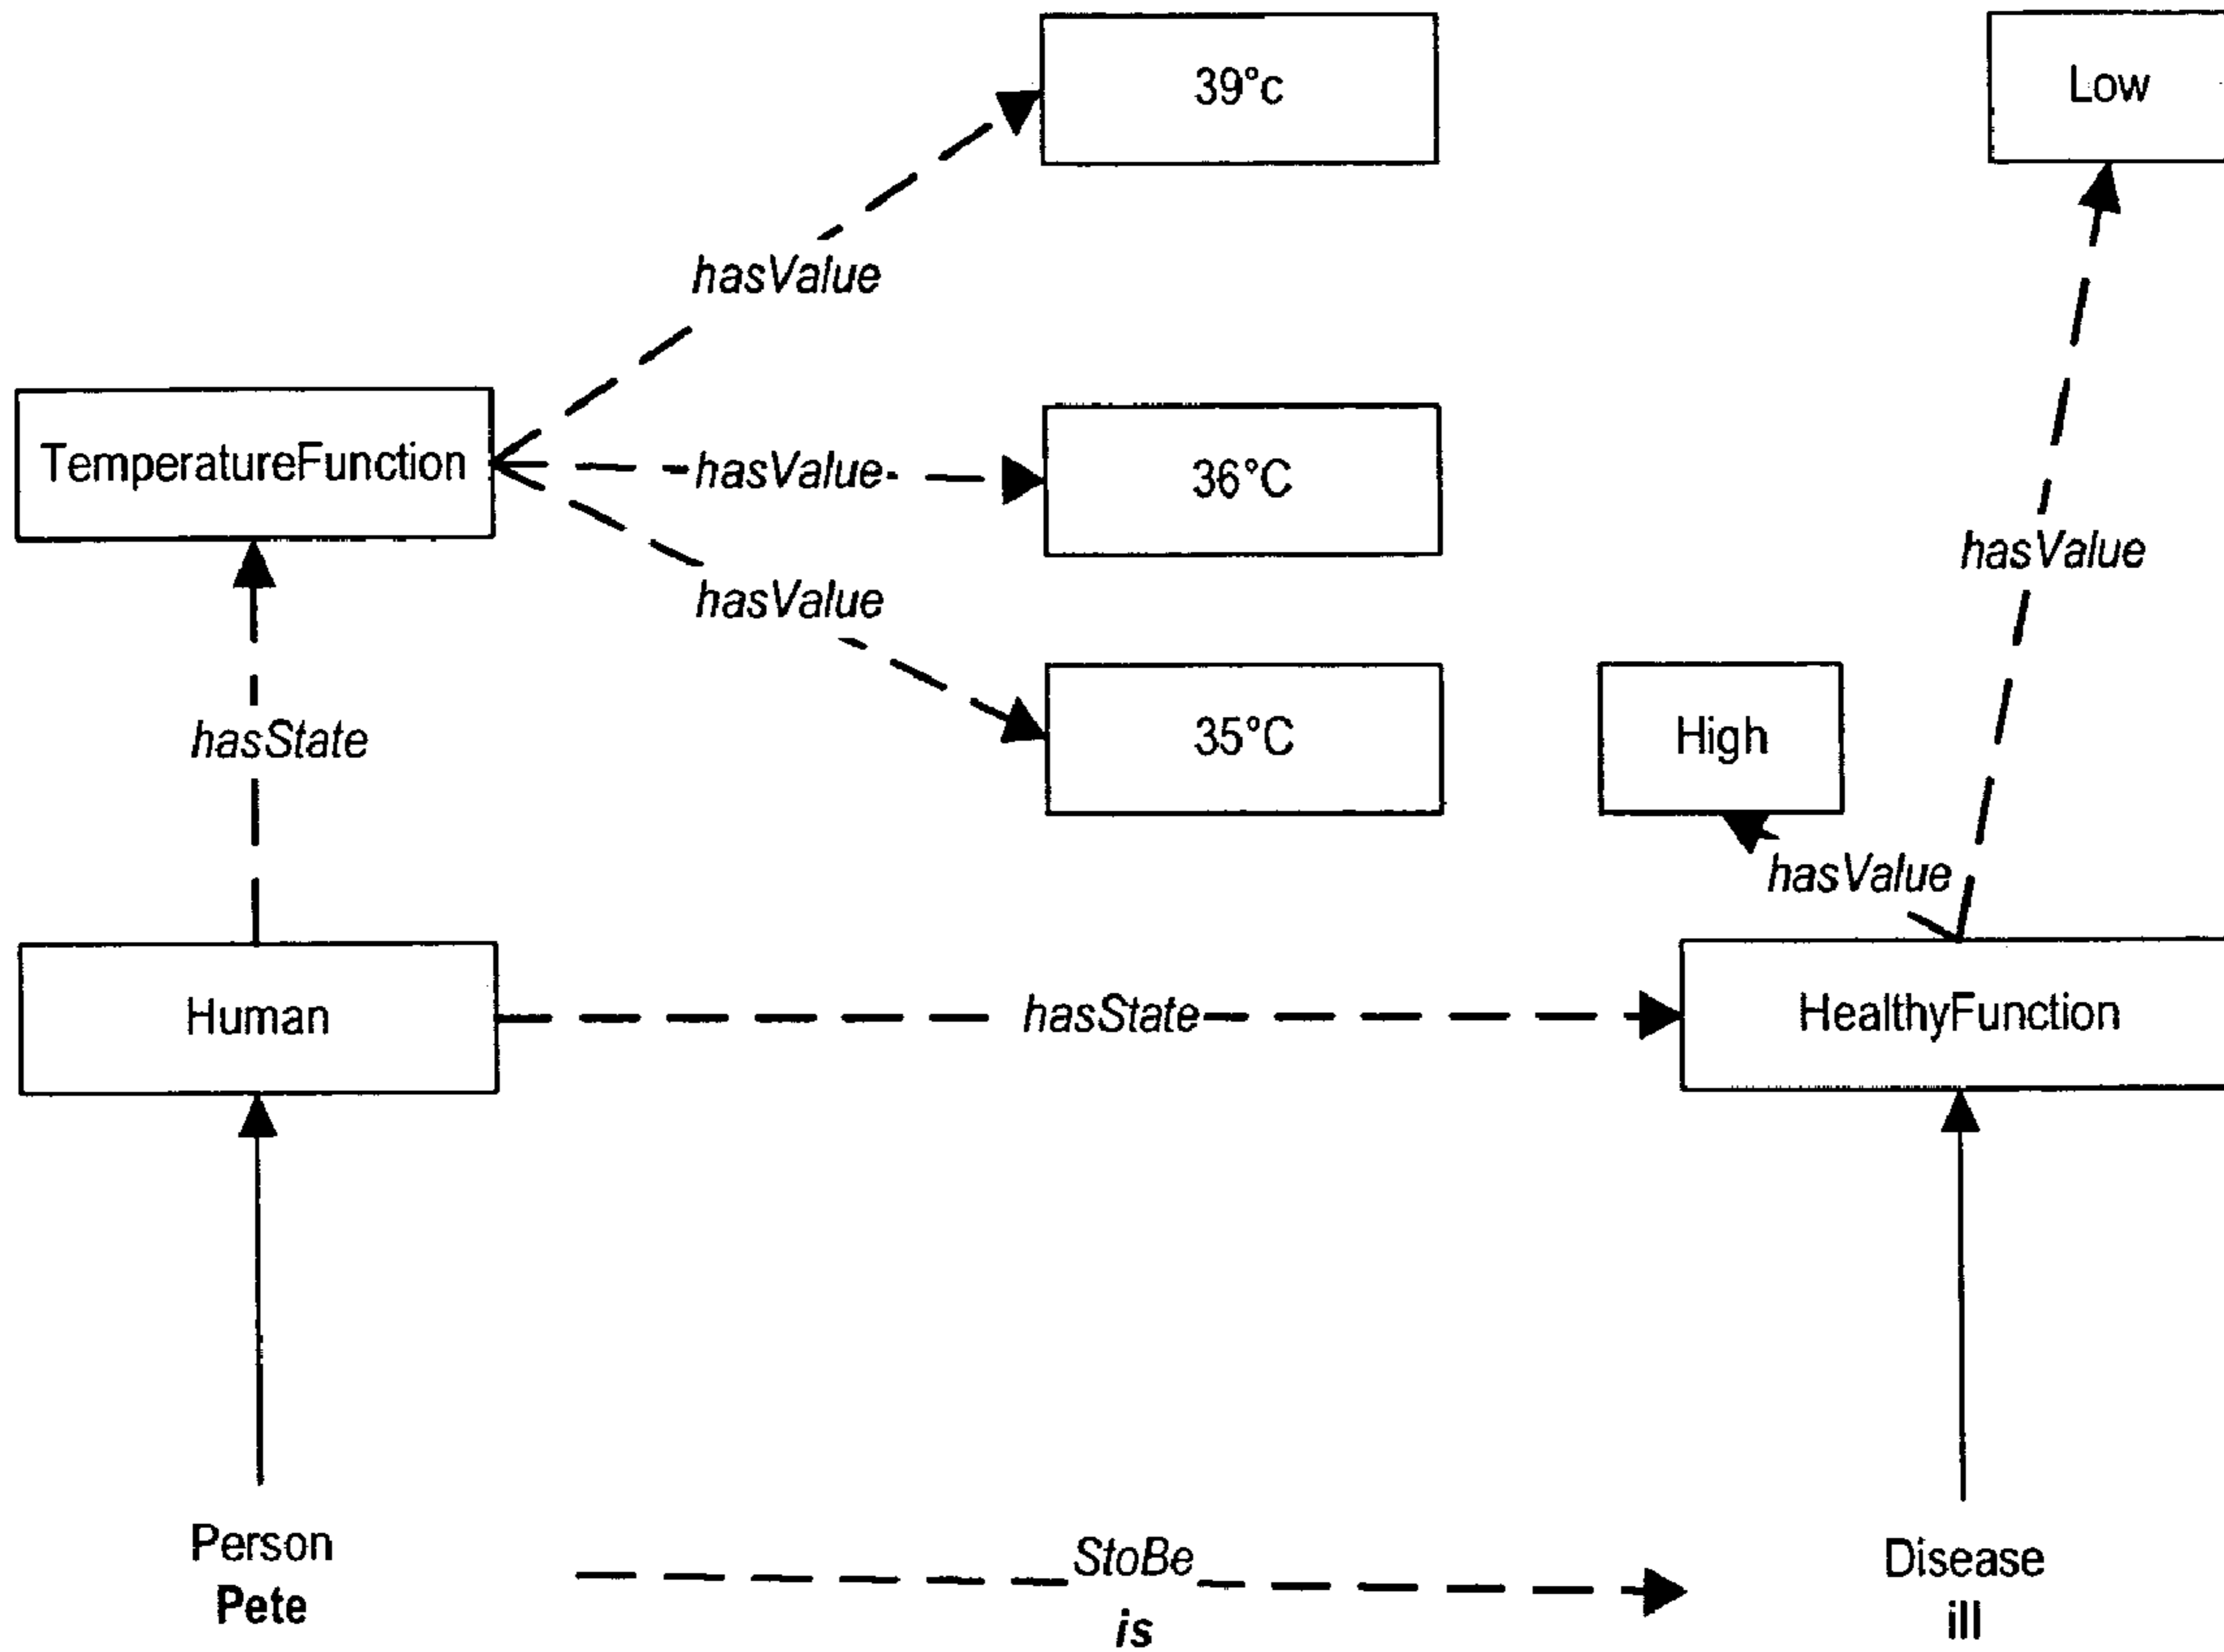 39°c
Low
hasValue
TemperatureFunction
hasValue
36°C
hasValue
hasValue
35°C
High
hasState
hasValue
Human
hasState
HealthyFunction
Person
Pete
StoBe
is
Disease
ill